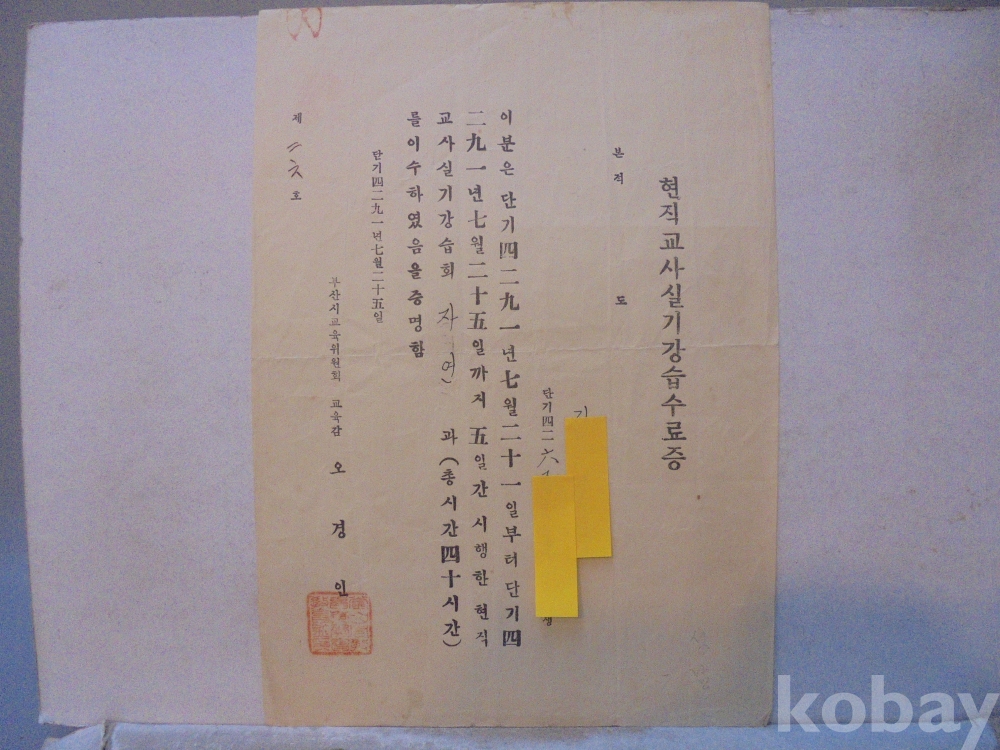 현직교사실기강습수료증
본적 도
단기四二六 생
이분은단기四二九一年七월二十一일부터단기四
二九一년七월二十五일까지五일간시행한현직
교사실기강습회 자연 과(총시간四十시간)
를이수하였음을증명함
단기四二九一년七월二十五일
부산시교육위원회 교육감 오경인
제 호
kobay